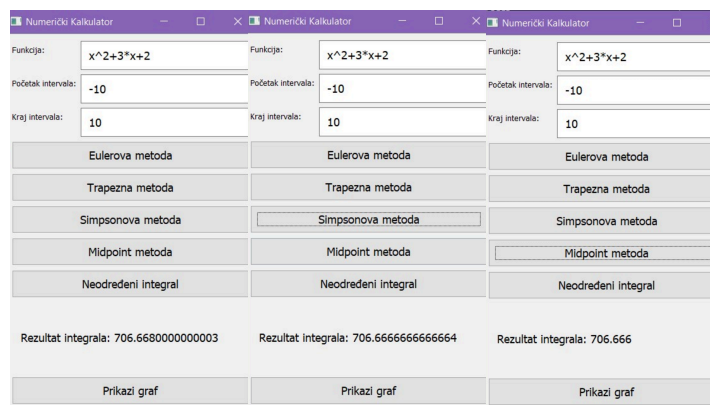 Numerički Kalkulator
Funkcija:
x^2+3*x+2
Početak intervala:
-10
Kraj intervala:
10
Eulerova metoda
Trapezna metoda
Simpsonova metoda
Midpoint metoda
Neodređeni integral
Rezultat integrala: 706.6680000000003
Prikazi graf
Numerički Kalkulator
Funkcija:
x^2+3*x+2
Početak intervala:
-10
Kraj intervala:
10
Eulerova metoda
Trapezna metoda
Simpsonova metoda
Midpoint metoda
Neodređeni integral
Rezultat integrala: 706.6666666666664
Prikazi graf
Numerički Kalkulator
Funkcija:
x^2+3*x+2
Početak intervala:
-10
Kraj intervala:
10
Eulerova metoda
Trapezna metoda
Simpsonova metoda
Midpoint metoda
Neodređeni integral
Rezultat integrala: 706.666
Prikazi graf